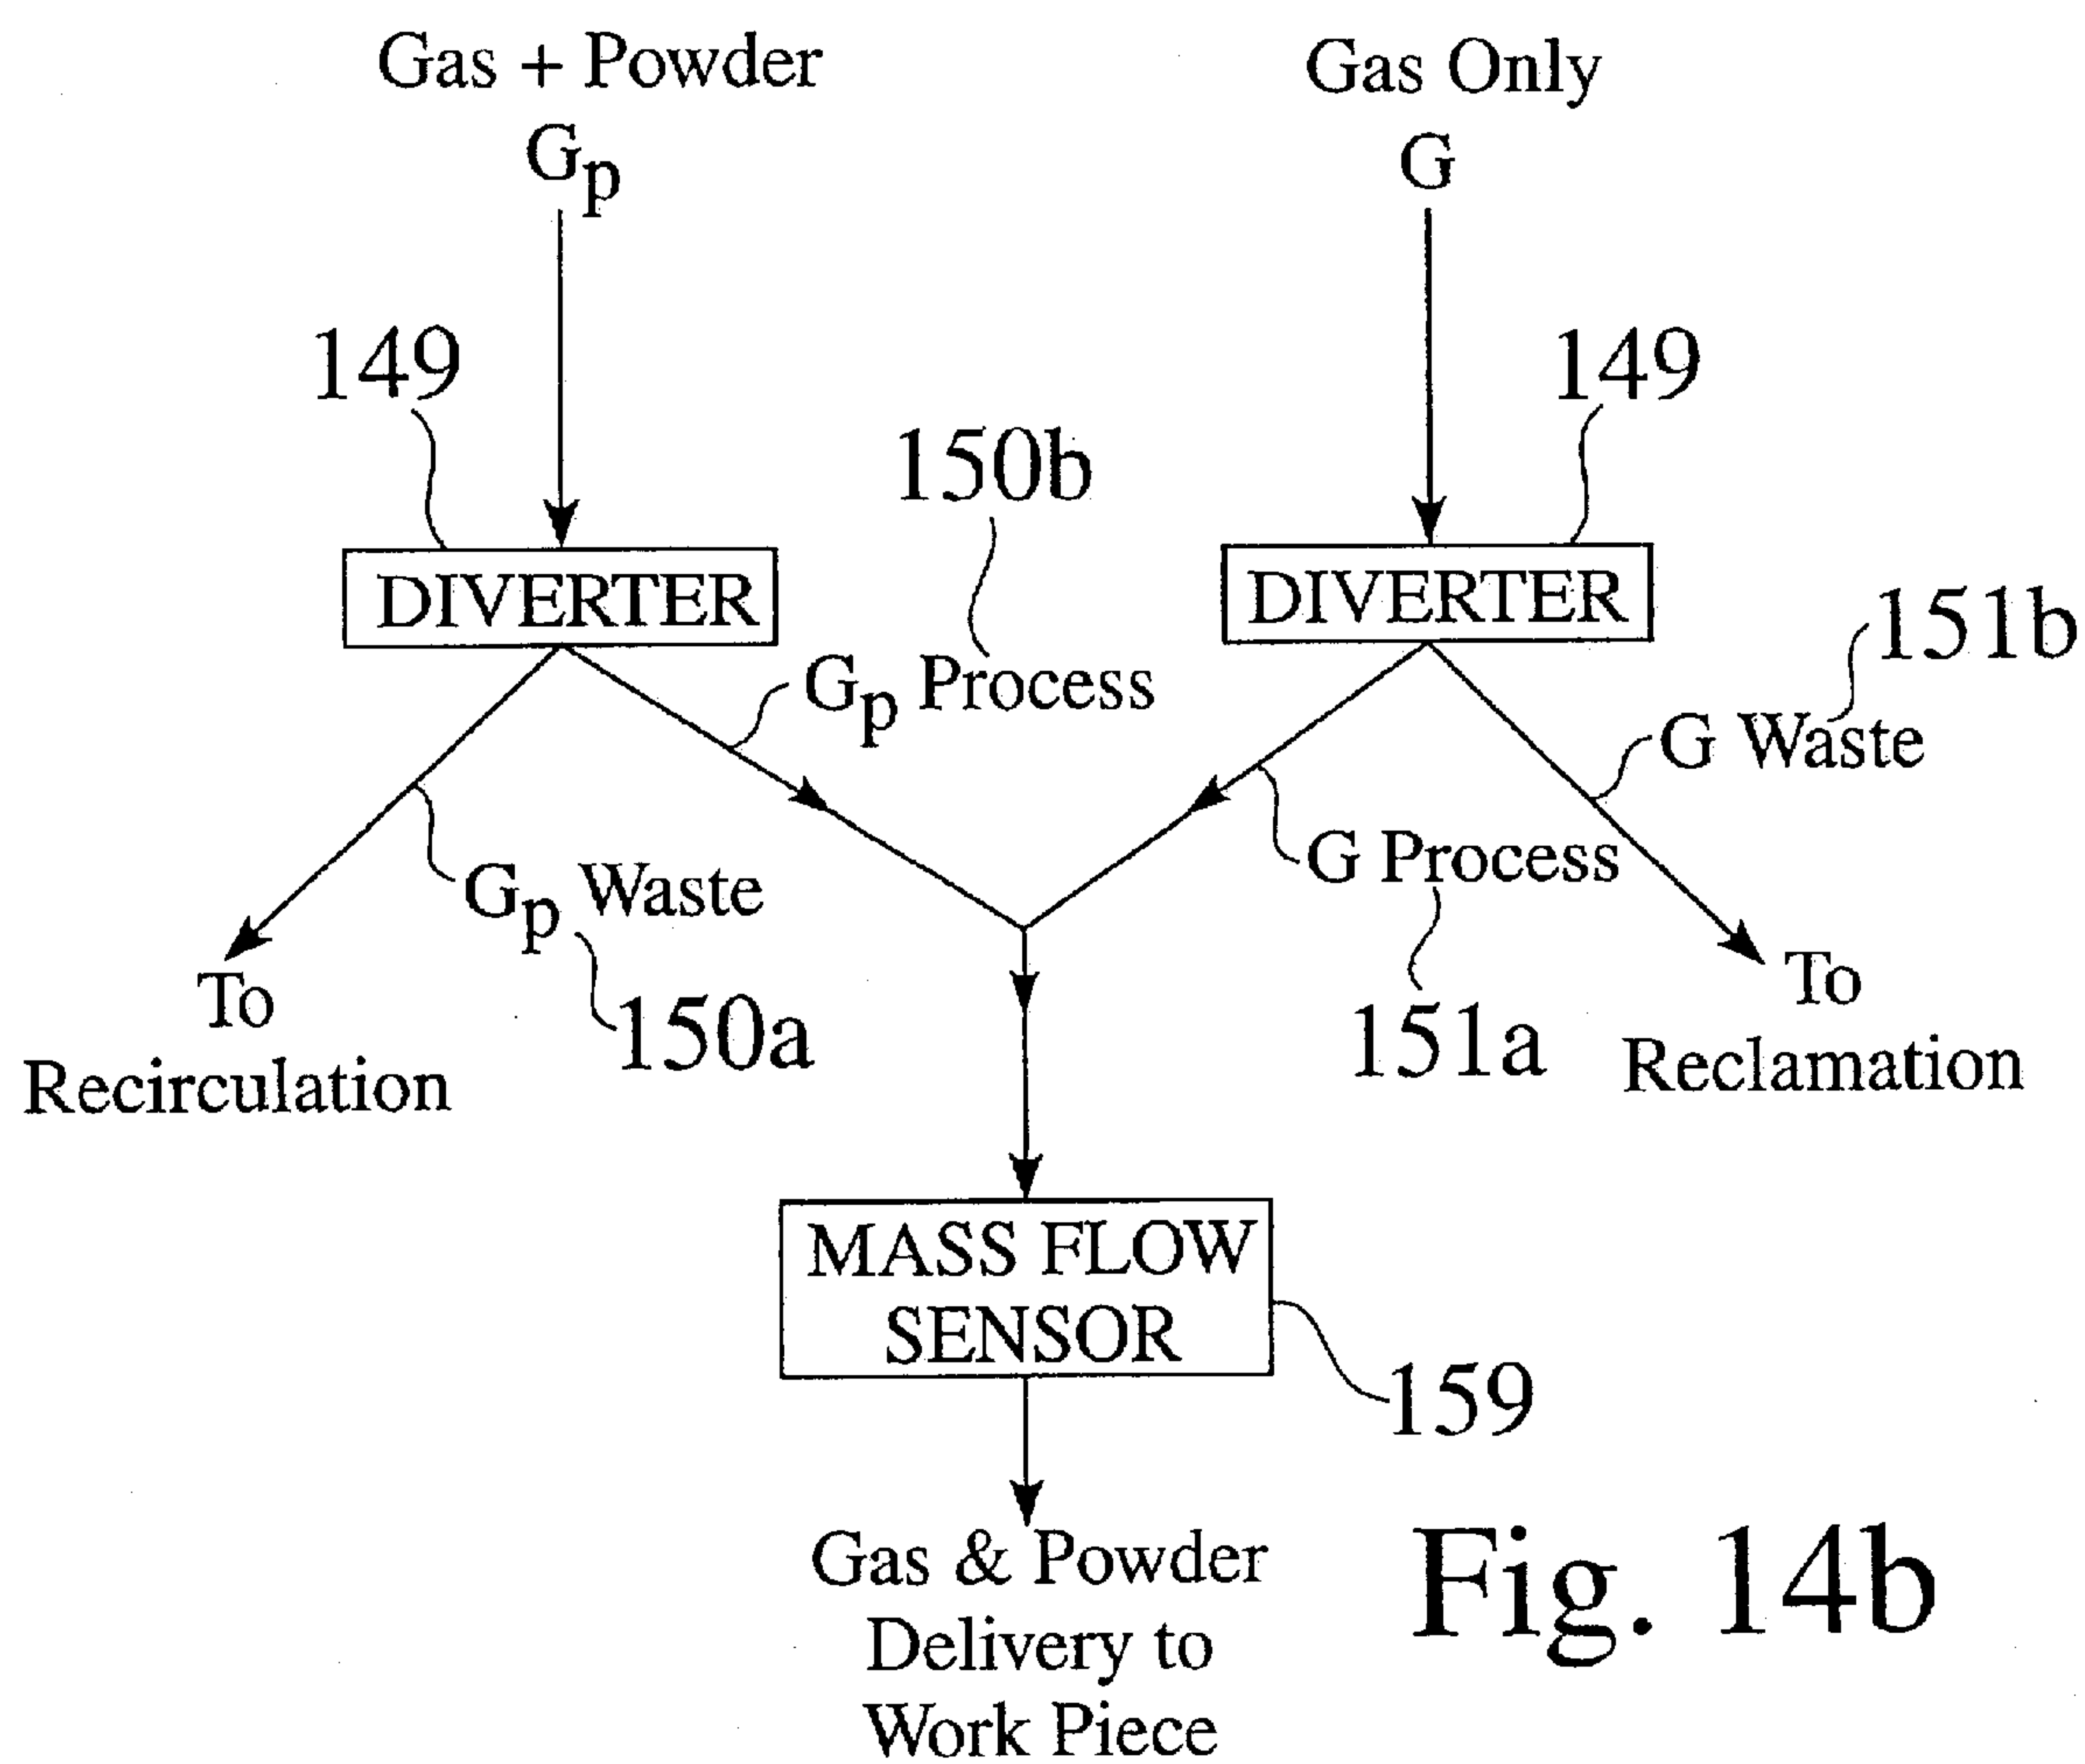 Gas + Powder
Gp
Gas Only
G
149
149
150b
DIVERTER
DIVERTER
151b
Gp Process
G Waste
G Process
Gp Waste
To
Recirculation
150a
151a
To
Reclamation
MASS FLOW
SENSOR
159
Gas & Powder
Delivery to
Work Piece
Fig. 14b